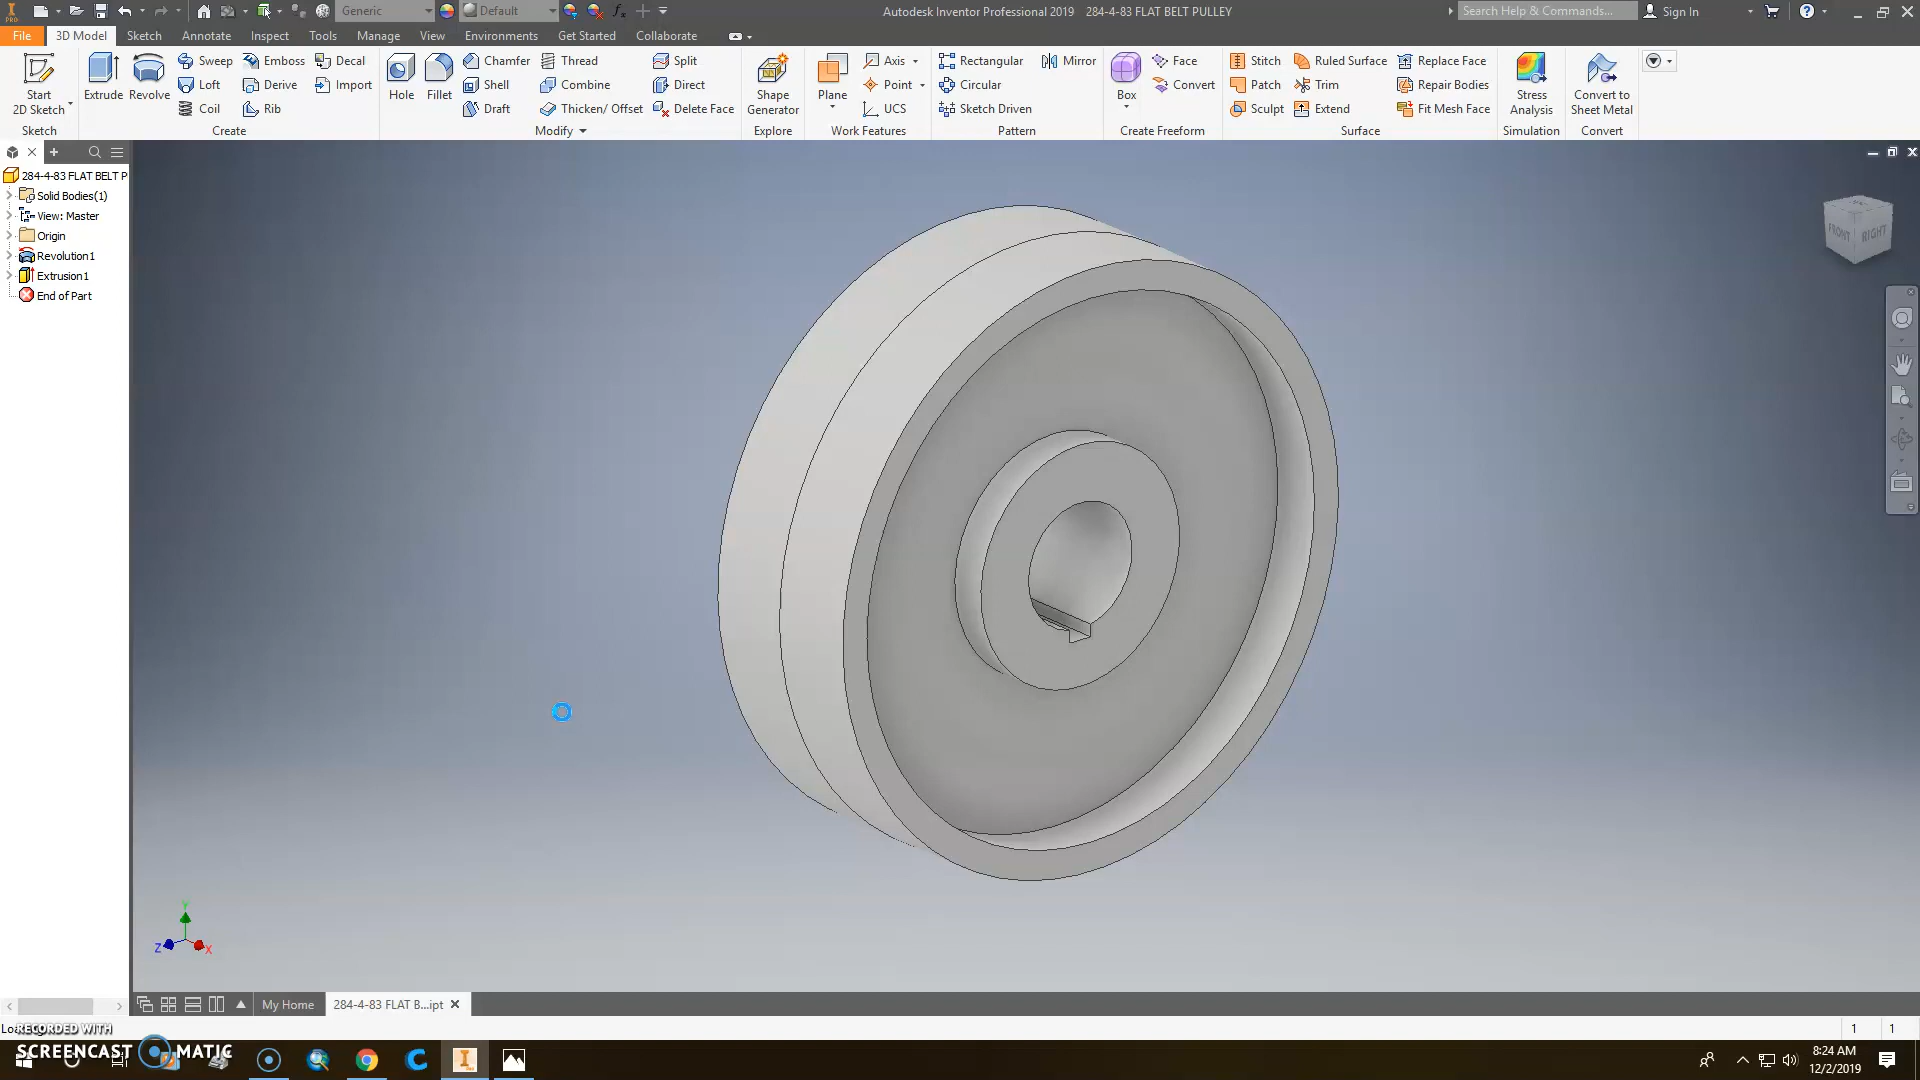 Generic
Default
Autodesk Inventor Professional 2019 284-4-83 FLAT BELT PULLEY
Search Help & Commands...
Sign In
File
3D Model
Sketch
Annotate
Inspect
Tools
Manage
View
Environments
Get Started
Collaborate
Start
2D Sketch
Extrude
Revolve
Sweep
Emboss
Decal
Loft
Derive
Import
Coil
Rib
Hole
Fillet
Chamfer
Thread
Split
Shell
Combine
Direct
Draft
Thicken/ Offset
Delete Face
Shape
Generator
Plane
Axis
Point
UCS
Rectangular
Mirror
Circular
Sketch Driven
Box
Face
Convert
Stitch
Ruled Surface
Replace Face
Patch
Trim
Repair Bodies
Sculpt
Extend
Fit Mesh Face
Stress
Analysis
Convert to
Sheet Metal
Sketch
Create
Modify
Explore
Work Features
Pattern
Create Freeform
Surface
Simulation
Convert
284-4-83 FLAT BELT P
Solid Bodies(1)
View: Master
Origin
Revolution1
Extrusion1
End of Part
FRONT
RIGHT
Y
Z
X
My Home
284-4-83 FLAT B...ipt
RECORDED WITH
1
1
SCREENCAST MATIC
8:24 AM
12/2/2019